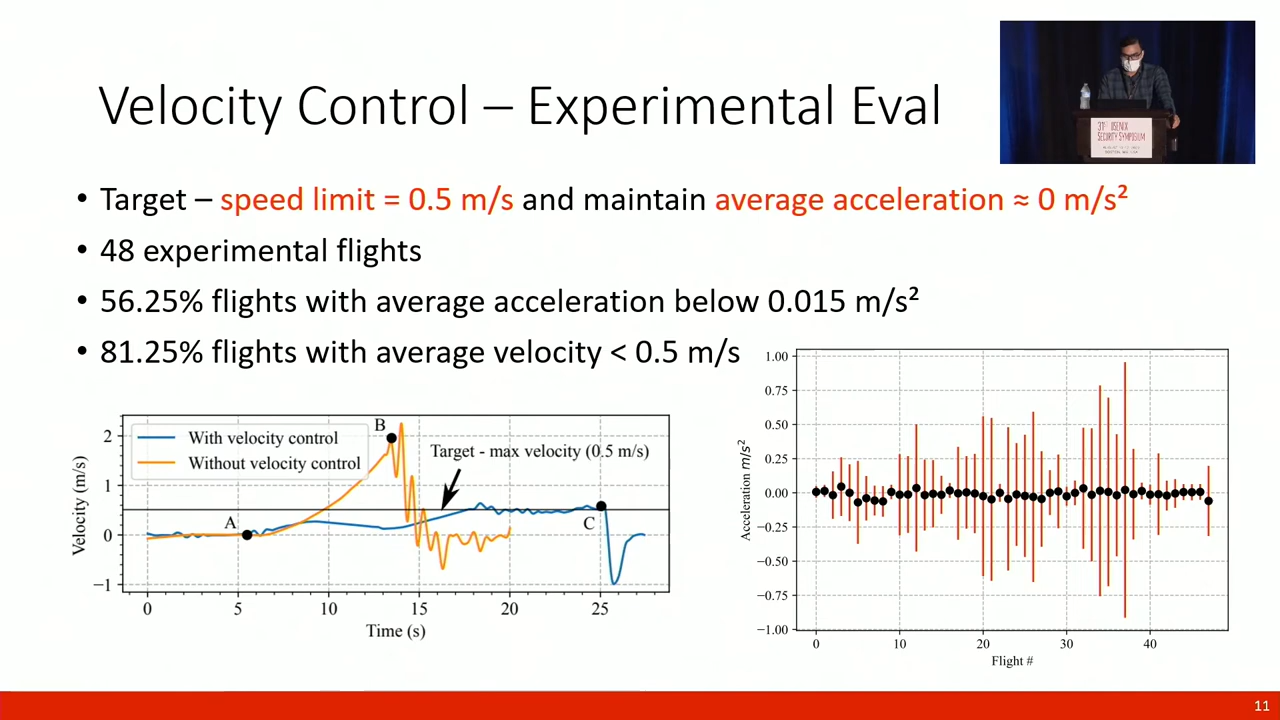 Velocity Control – Experimental Eval
31ST USENIX
SECURITY SYMPOSIUM
• Target – speed limit = 0.5 m/s and maintain average acceleration ≈ 0 m/s²
• 48 experimental flights
• 56.25% flights with average acceleration below 0.015 m/s²
• 81.25% flights with average velocity < 0.5 m/s
With velocity control
Without velocity control
Target - max velocity (0.5 m/s)
A
B
C
Velocity (m/s)
2
1
0
−1
0 5 10 15 20 25
Time (s)
Acceleration m/s²
1.00
0.75
0.50
0.25
0.00
−0.25
−0.50
−0.75
−1.00
0 10 20 30 40
Flight #
11